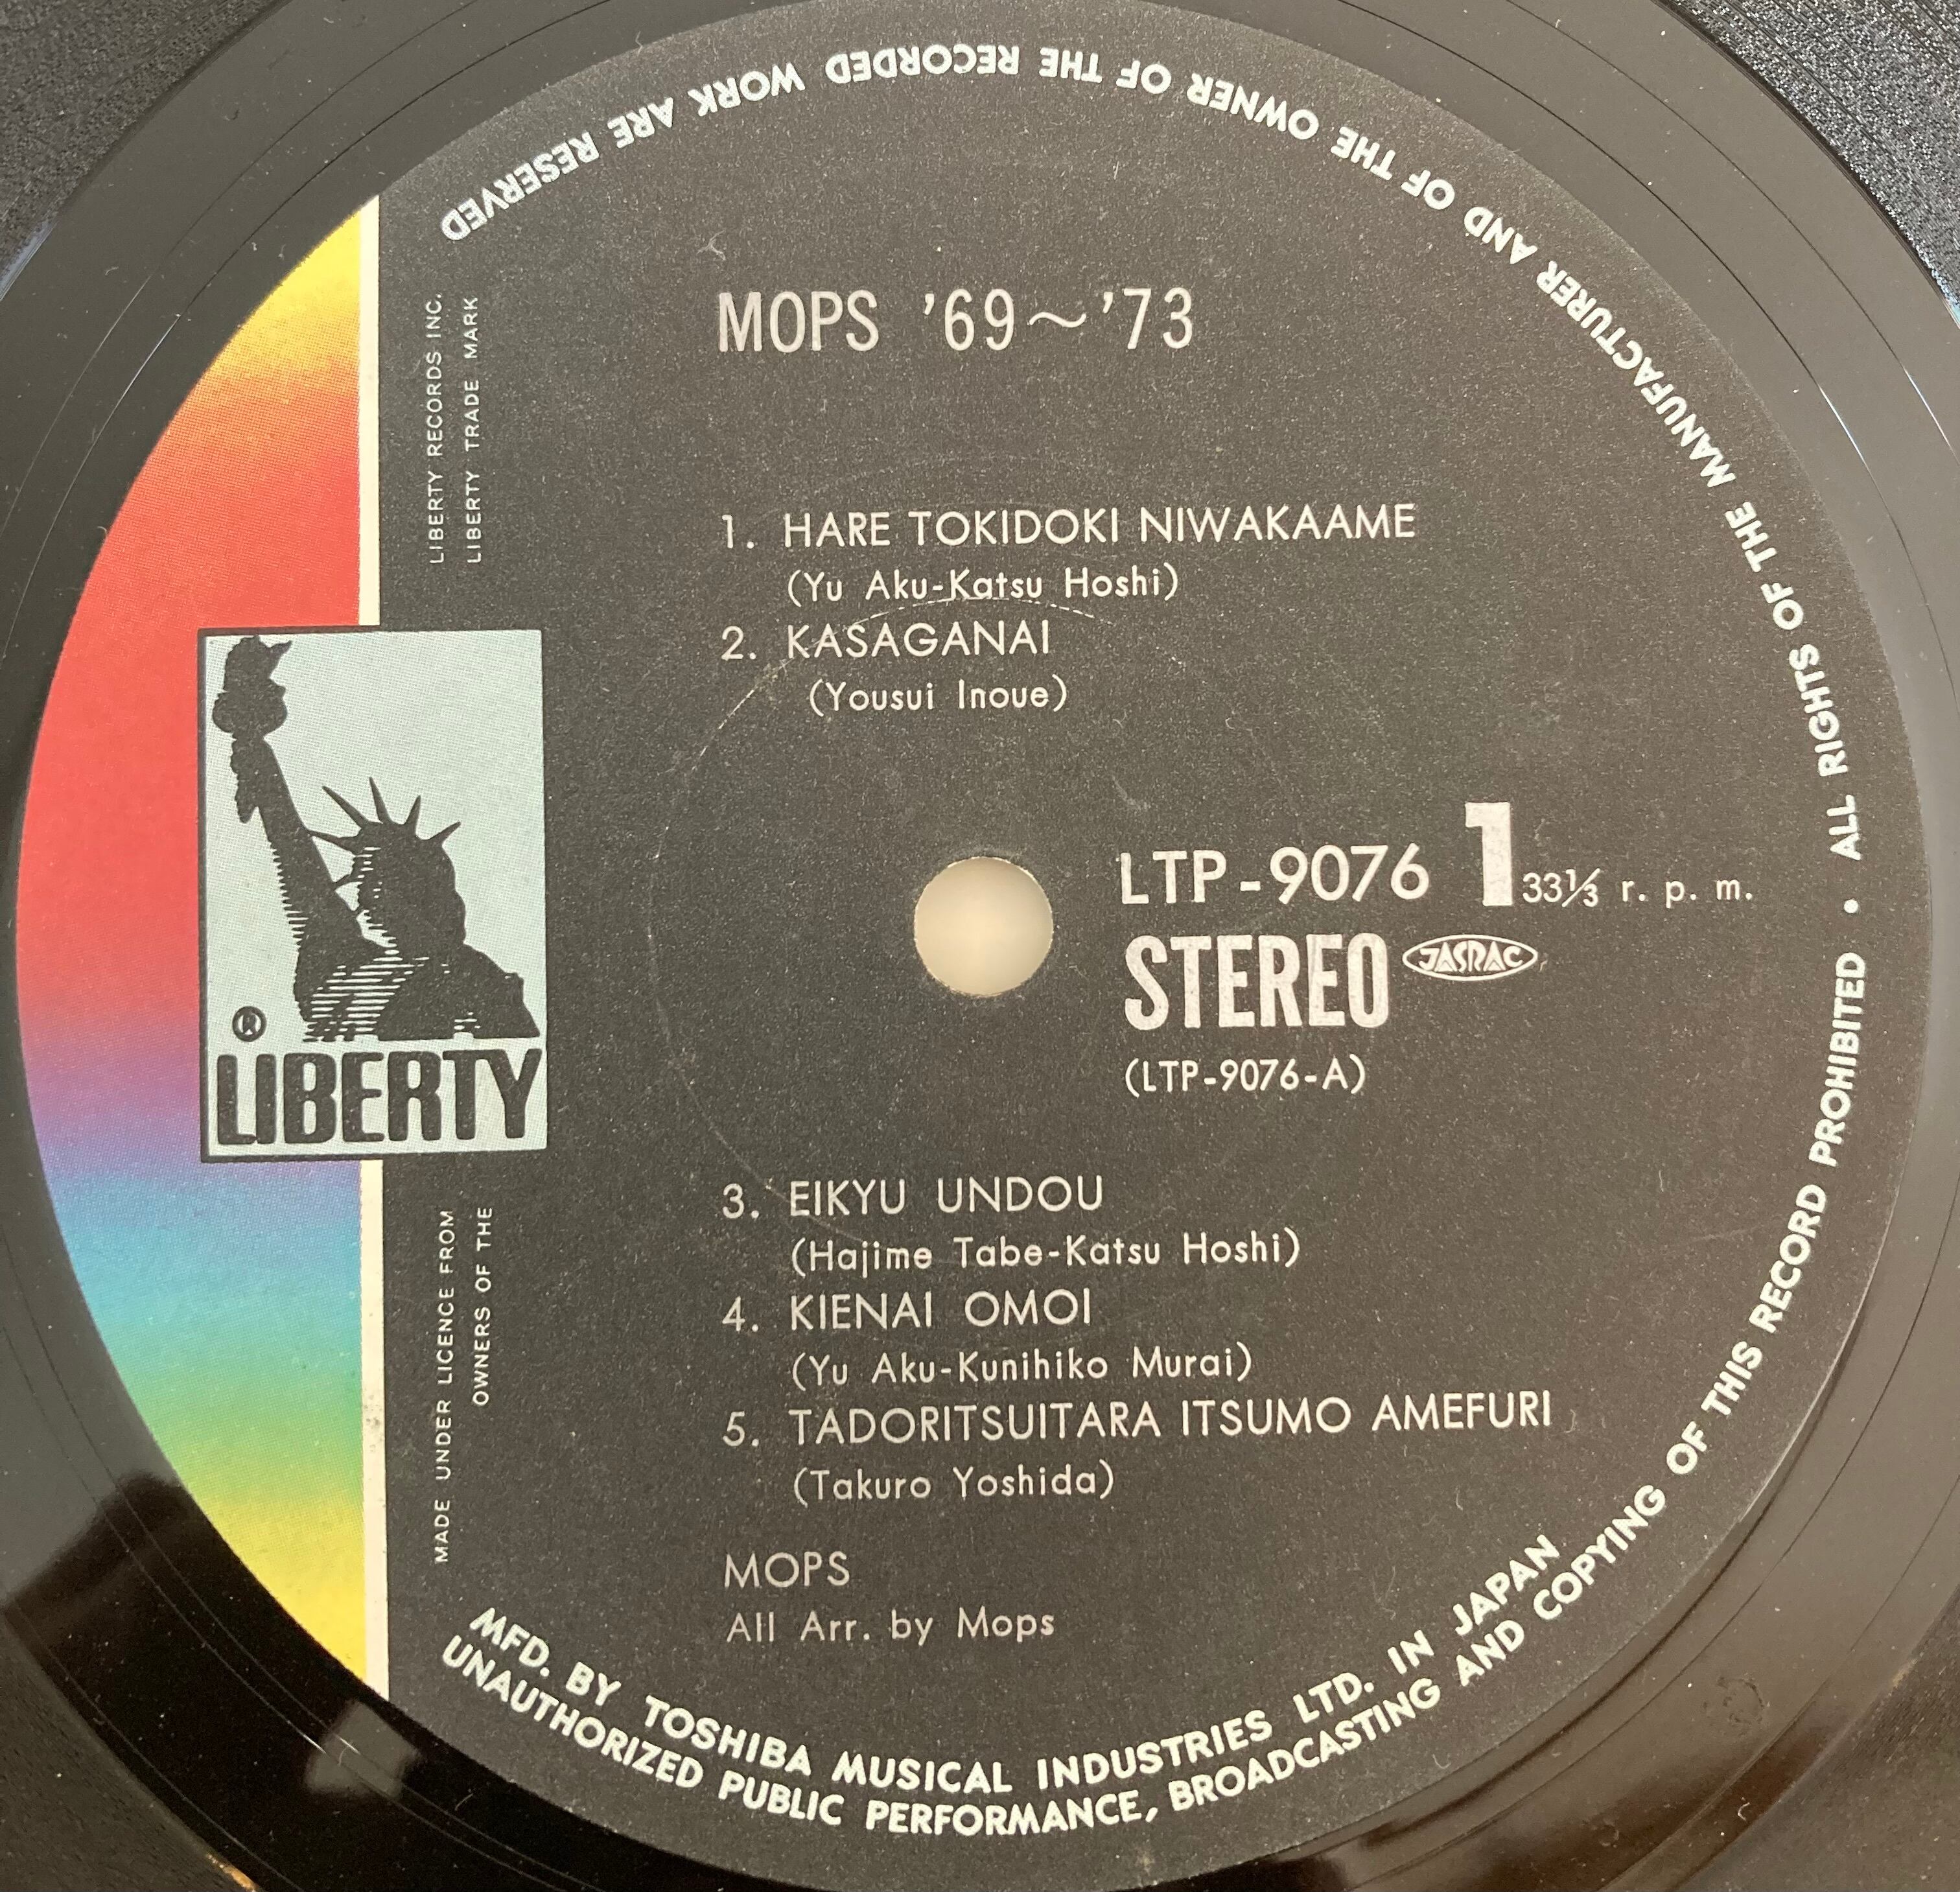 MOPS '69～'73
LIBERTY RECORDS INC.
LIBERTY TRADE MARK
1. HARE TOKIDOKI NIWAKAAME
(Yu Aku-Katsu Hoshi)
2. KASAGANAI
(Yousui Inoue)
LTP-9076 1 33⅓ r. p. m.
STEREO JASRAC
(LTP-9076-A)
®
LIBERTY
3. EIKYU UNDOU
(Hajime Tabe-Katsu Hoshi)
4. KIENAI OMOI
(Yu Aku-Kunihiko Murai)
5. TADORITSUITARA ITSUMO AMEFURI
(Takuro Yoshida)
MOPS
All Arr. by Mops
MADE UNDER LICENCE FROM
OWNERS OF THE
MFD. BY TOSHIBA MUSICAL INDUSTRIES LTD. IN JAPAN
UNAUTHORIZED PUBLIC PERFORMANCE, BROADCASTING AND COPYING OF THIS RECORD PROHIBITED • ALL RIGHTS OF THE MANUFACTURER AND OF THE OWNER OF THE RECORDED WORK ARE RESERVED